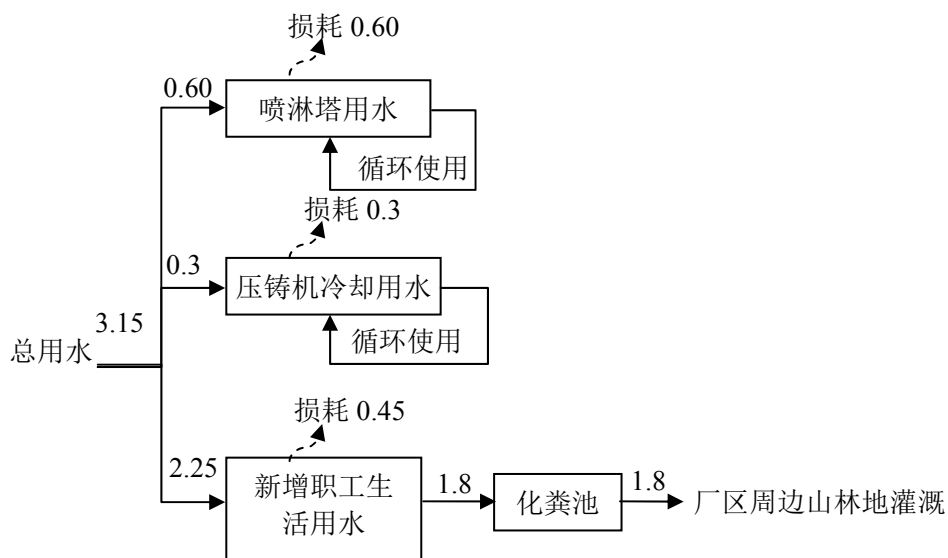 损耗 0.60
0.60
喷淋塔用水
循环使用
损耗 0.3
0.3
压铸机冷却用水
循环使用
3.15
总用水
损耗 0.45
2.25
新增职工生
活用水
1.8
化粪池
1.8
厂区周边山林地灌溉